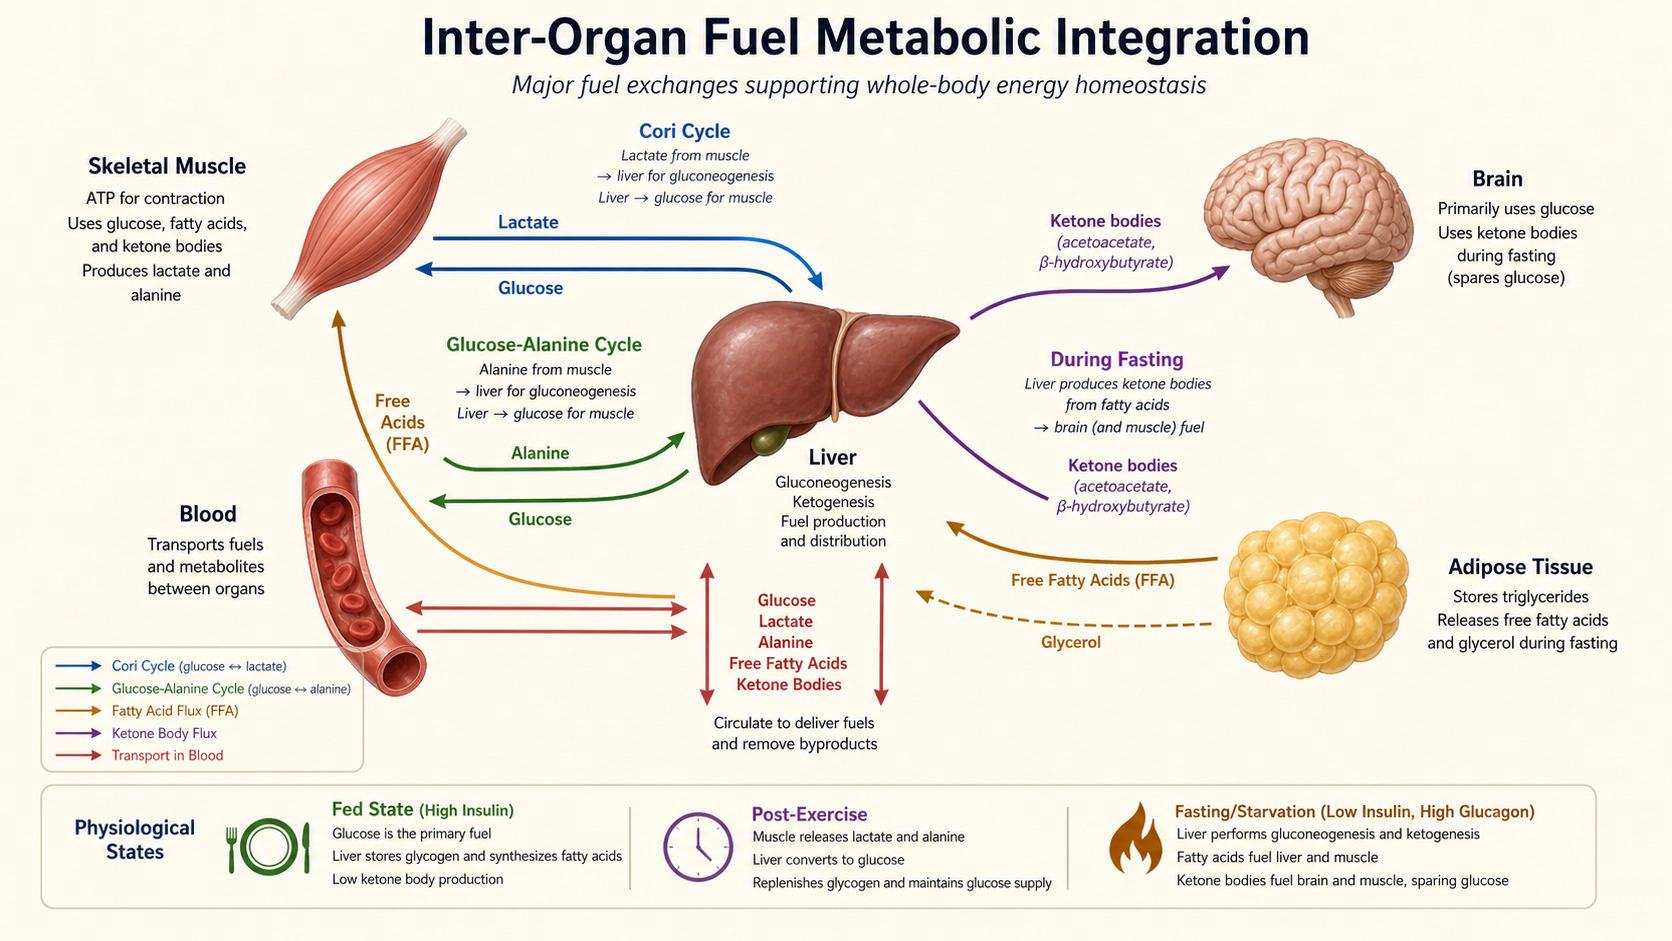 Inter-Organ Fuel Metabolic Integration
Major fuel exchanges supporting whole-body energy homeostasis
Skeletal Muscle
ATP for contraction
Uses glucose, fatty acids,
and ketone bodies
Produces lactate and
alanine
Cori Cycle
Lactate from muscle
→ liver for gluconeogenesis
Liver → glucose for muscle
Lactate
Glucose
Ketone bodies
(acetoacetate,
β-hydroxybutyrate)
Brain
Primarily uses glucose
Uses ketone bodies
during fasting
(spares glucose)
Glucose-Alanine Cycle
Alanine from muscle
→ liver for gluconeogenesis
Liver → glucose for muscle
Free
Acids
(FFA)
Alanine
Glucose
During Fasting
Liver produces ketone bodies
from fatty acids
→ brain (and muscle) fuel
Ketone bodies
(acetoacetate,
β-hydroxybutyrate)
Liver
Gluconeogenesis
Ketogenesis
Fuel production
and distribution
Blood
Transports fuels
and metabolites
between organs
Free Fatty Acids (FFA)
Glycerol
Adipose Tissue
Stores triglycerides
Releases free fatty acids
and glycerol during fasting
Glucose
Lactate
Alanine
Free Fatty Acids
Ketone Bodies
Circulate to deliver fuels
and remove byproducts
Cori Cycle (glucose ↔ lactate)
Glucose-Alanine Cycle (glucose ↔ alanine)
Fatty Acid Flux (FFA)
Ketone Body Flux
Transport in Blood
Physiological
States
Fed State (High Insulin)
Glucose is the primary fuel
Liver stores glycogen and synthesizes fatty acids
Low ketone body production
Post-Exercise
Muscle releases lactate and alanine
Liver converts to glucose
Replenishes glycogen and maintains glucose supply
Fasting/Starvation (Low Insulin, High Glucagon)
Liver performs gluconeogenesis and ketogenesis
Fatty acids fuel liver and muscle
Ketone bodies fuel brain and muscle, sparing glucose